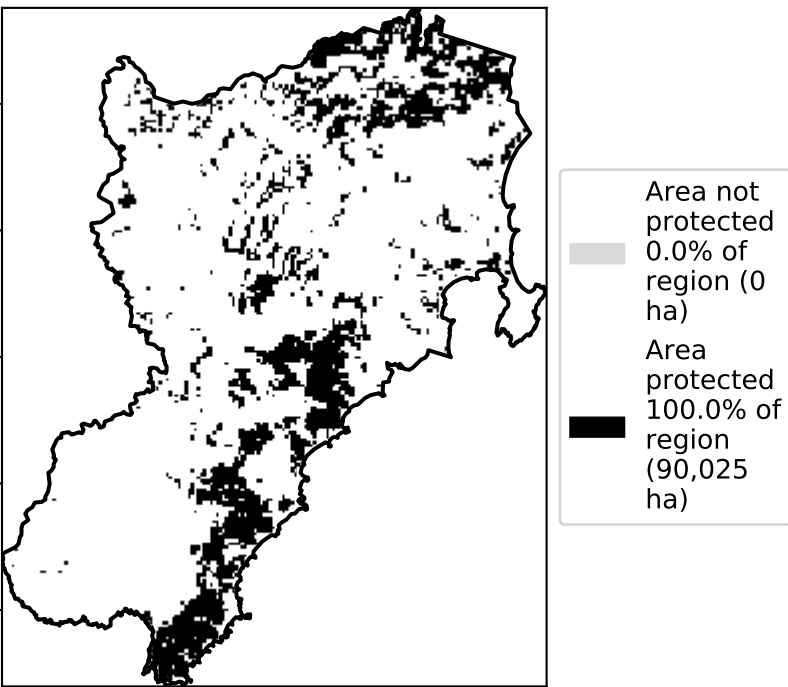 Area not
protected
0.0% of
region (0
ha)
Area
protected
100.0% of
region
(90,025
ha)